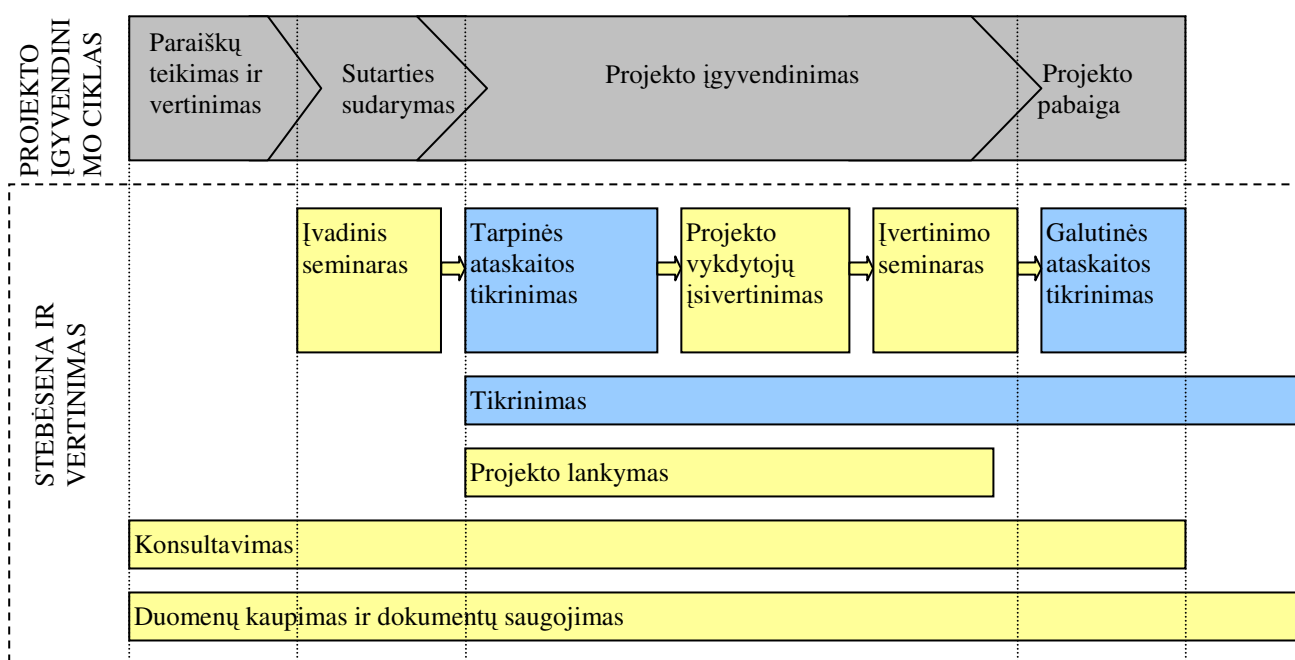 PROJEKTO
ĮGYVENDINI
MO CIKLAS
Paraiškų
teikimas ir
vertinimas
Sutarties
sudarymas
Projekto įgyvendinimas
Projekto
pabaiga
STEBĖSENA IR
VERTINIMAS
Įvadinis
seminaras
Tarpinės
ataskaitos
tikrinimas
Projekto
vykdytojų
įsivertinimas
Įvertinimo
seminaras
Galutinės
ataskaitos
tikrinimas
Tikrinimas
Projekto lankymas
Konsultavimas
Duomenų kaupimas ir dokumentų saugojimas